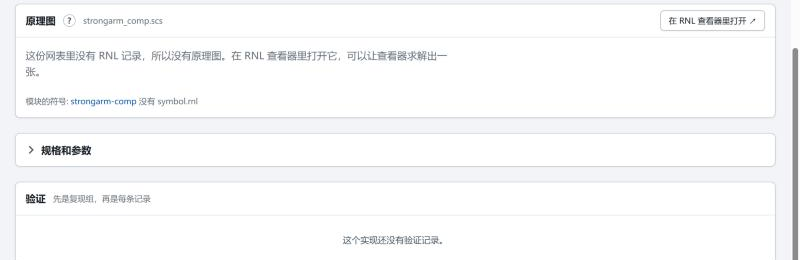 原理图 ? strongarm_comp.scs 在 RNL 查看器里打开 ↗
这份网表里没有 RNL 记录，所以没有原理图。在 RNL 查看器里打开它，可以让查看器求解出一
张。
模块的符号: strongarm-comp 没有 symbol.rnl
规格和参数
验证 先是复现组，再是每条记录
这个实现还没有验证记录。